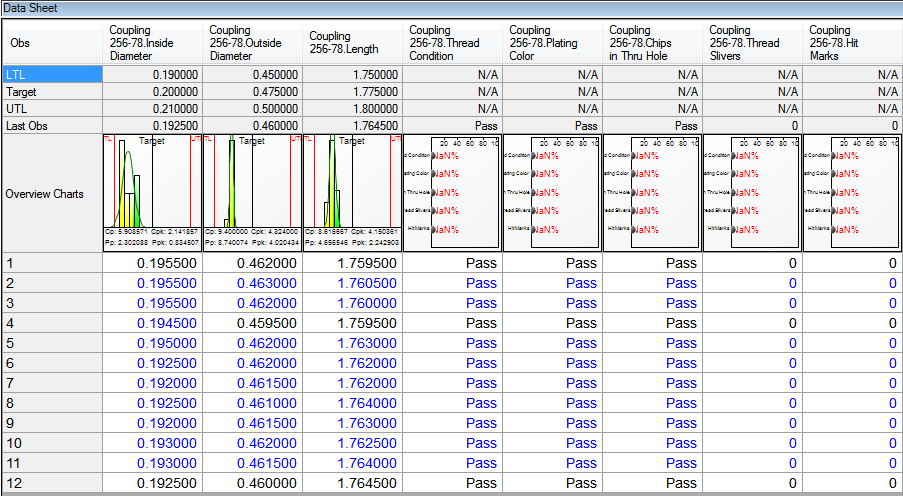 Data Sheet
Obs
Coupling
256-78.Inside
Diameter
Coupling
256-78.Outside
Diameter
Coupling
256-78.Length
Coupling
256-78.Thread
Condition
Coupling
256-78.Plating
Color
Coupling
256-78.Chips
in Thru Hole
Coupling
256-78.Thread
Slivers
Coupling
256-78.Hit
Marks
LTL 0.190000 0.450000 1.750000 N/A N/A N/A N/A N/A
Target 0.200000 0.475000 1.775000 N/A N/A N/A N/A N/A
UTL 0.210000 0.500000 1.800000 N/A N/A N/A N/A N/A
Last Obs 0.192500 0.460000 1.764500 Pass Pass Pass 0 0
Overview Charts
TL Target UT
Cp: 5.908571 Cpk: 2.141857
Pp: 2.302088 Ppk: 0.834507
TL Target UT
Cp: 9.400000 Cpk: 4.324000
Pp: 8.740074 Ppk: 4.020434
TL Target UT
Cp: 8.616667 Cpk: 4.150361
Pp: 4.656546 Ppk: 2.242903
20 40 60 80 10
d Conditon NaN%
ating Color NaN%
n Thru Hole NaN%
read Slivers NaN%
HitMarks NaN%
20 40 60 80 10
d Conditon NaN%
ating Color NaN%
n Thru Hole NaN%
read Slivers NaN%
HitMarks NaN%
20 40 60 80 10
d Conditon NaN%
ating Color NaN%
n Thru Hole NaN%
read Slivers NaN%
HitMarks NaN%
20 40 60 80 10
d Conditon NaN%
ating Color NaN%
n Thru Hole NaN%
read Slivers NaN%
HitMarks NaN%
20 40 60 80 10
d Conditon NaN%
ating Color NaN%
n Thru Hole NaN%
read Slivers NaN%
HitMarks NaN%
1 0.195500 0.462000 1.759500 Pass Pass Pass 0 0
2 0.195500 0.463000 1.760500 Pass Pass Pass 0 0
3 0.195500 0.462000 1.760000 Pass Pass Pass 0 0
4 0.194500 0.459500 1.759500 Pass Pass Pass 0 0
5 0.195500 0.462000 1.763000 Pass Pass Pass 0 0
6 0.192500 0.462000 1.762000 Pass Pass Pass 0 0
7 0.192000 0.461500 1.762000 Pass Pass Pass 0 0
8 0.192500 0.461000 1.764000 Pass Pass Pass 0 0
9 0.192000 0.461500 1.763000 Pass Pass Pass 0 0
10 0.193000 0.462000 1.762500 Pass Pass Pass 0 0
11 0.193000 0.461500 1.764000 Pass Pass Pass 0 0
12 0.192500 0.460000 1.764500 Pass Pass Pass 0 0